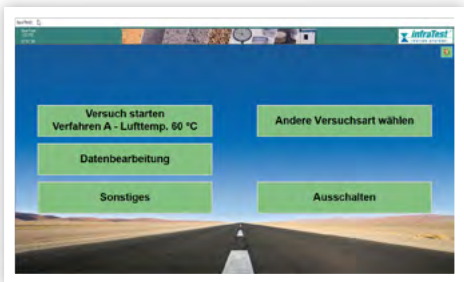 infraTest
Versuch starten
Verfahren A - Lufttemp. 60 °C
Andere Versuchsart wählen
Datenbearbeitung
Sonstiges
Ausschalten